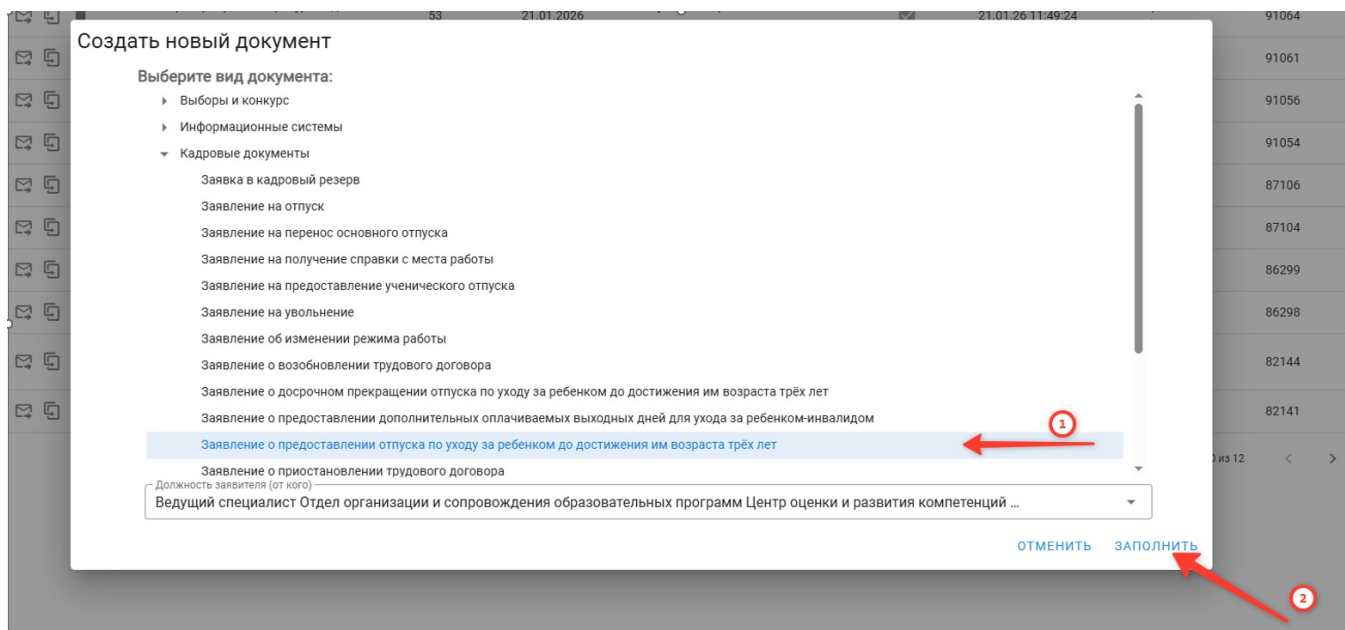 53 21.01.2026 21.01.26 11:49:24 91064
Создать новый документ
Выберите вид документа:
91061
Выборы и конкурс
91056
Информационные системы
91054
Кадровые документы
Заявка в кадровый резерв
87106
Заявление на отпуск
87104
Заявление на перенос основного отпуска
Заявление на получение справки с места работы
86299
Заявление на предоставление ученического отпуска
Заявление на увольнение
86298
Заявление об изменении режима работы
Заявление о возобновлении трудового договора
82144
Заявление о досрочном прекращении отпуска по уходу за ребенком до достижения им возраста трёх лет
Заявление о предоставлении дополнительных оплачиваемых выходных дней для ухода за ребенком-инвалидом
82141
1
Заявление о предоставлении отпуска по уходу за ребенком до достижения им возраста трёх лет
Заявление о приостановлении трудового договора
из 12
Должность заявителя (от кого)
Ведущий специалист Отдел организации и сопровождения образовательных программ Центр оценки и развития компетенций ...
ОТМЕНИТЬ ЗАПОЛНИТЬ
2